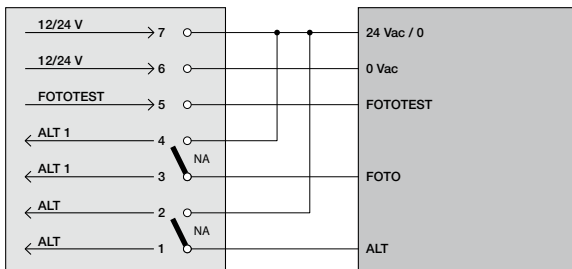 12/24 V 7 24 Vac / 0
12/24 V 6 0 Vac
FOTOTEST 5 FOTOTEST
ALT 1 4
NA
ALT 1 3 FOTO
ALT 2
NA
ALT 1 ALT